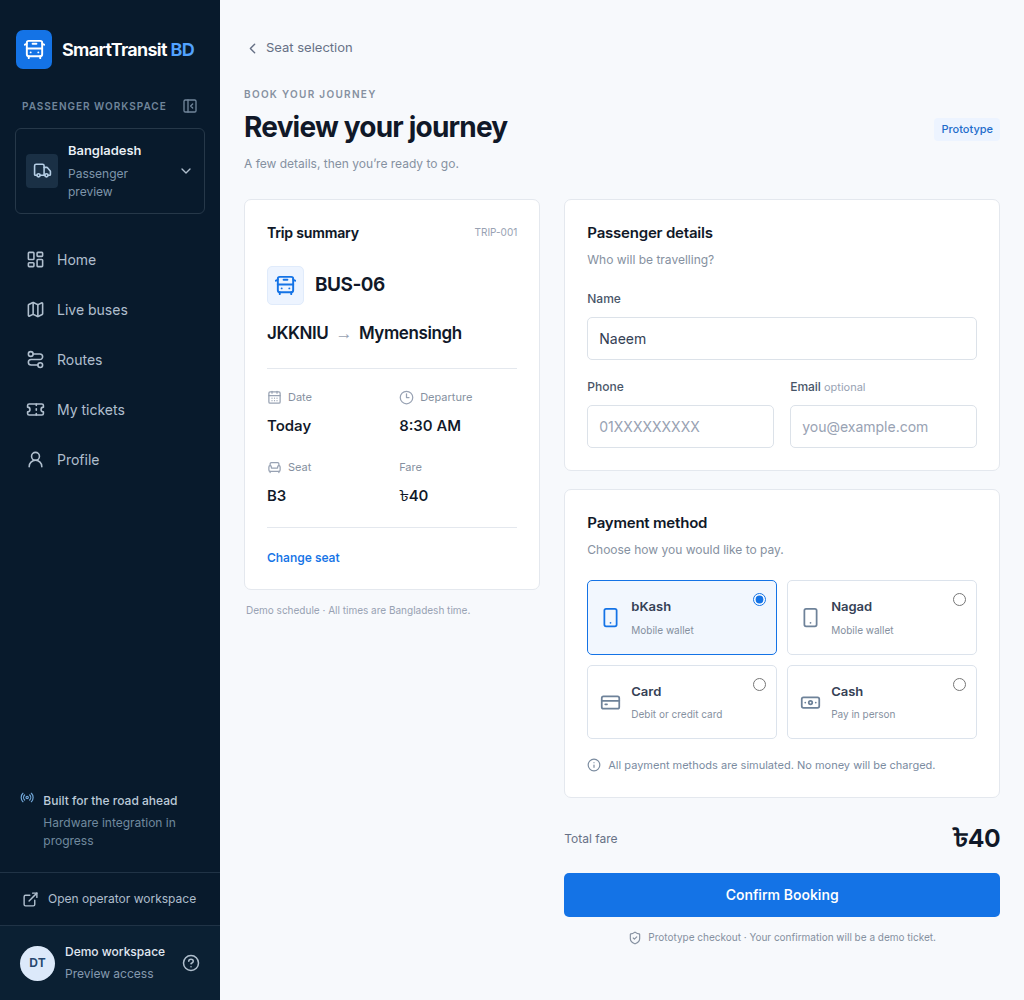 SmartTransit BD
PASSENGER WORKSPACE
Bangladesh
Passenger
preview
Home
Live buses
Routes
My tickets
Profile
Built for the road ahead
Hardware integration in
progress
Open operator workspace
DT
Demo workspace
Preview access
Seat selection
BOOK YOUR JOURNEY
Review your journey
Prototype
A few details, then you're ready to go.
Trip summary
TRIP-001
BUS-06
JKKNIU → Mymensingh
Date
Departure
Today
8:30 AM
Seat
Fare
B3
৳40
Change seat
Demo schedule · All times are Bangladesh time.
Passenger details
Who will be travelling?
Name
Naeem
Phone
Email optional
01XXXXXXXXX
you@example.com
Payment method
Choose how you would like to pay.
bKash
Mobile wallet
Nagad
Mobile wallet
Card
Debit or credit card
Cash
Pay in person
All payment methods are simulated. No money will be charged.
Total fare
৳40
Confirm Booking
Prototype checkout · Your confirmation will be a demo ticket.